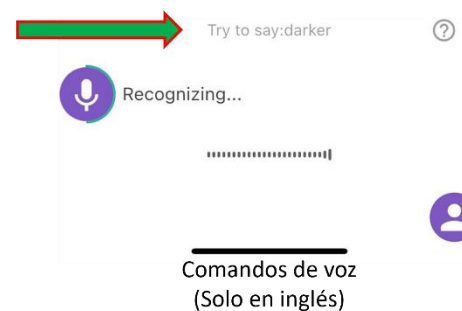 Try to say:darker
Recognizing...
Comandos de voz
(Solo en inglés)